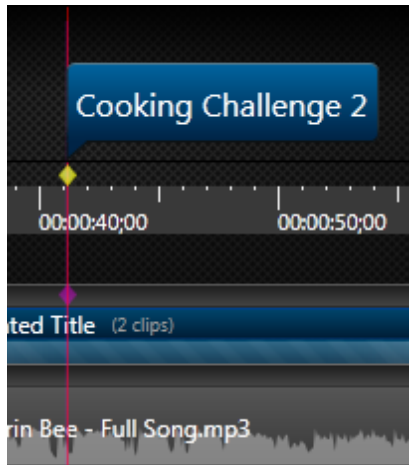 Cooking Challenge 2
00:00:40;00 00:00:50;00
ted Title (2 clips)
rin Bee - Full Song.mp3